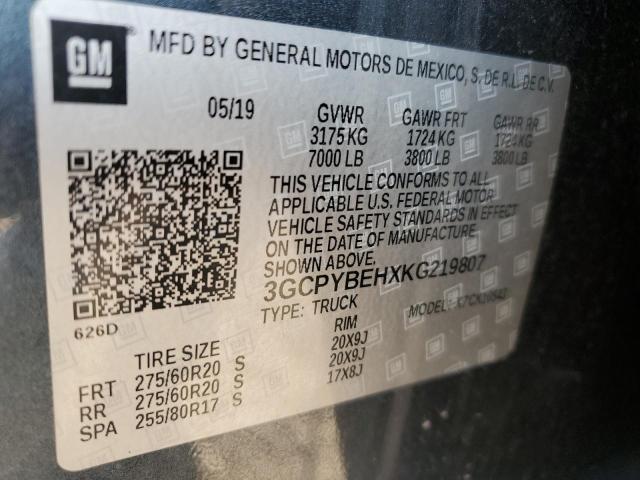 GM
MFD BY GENERAL MOTORS DE MEXICO, S. DE R.L. DE C.V.
05/19 GVWR GAWR FRT GAWR RR
3175 KG 1724 KG 1724 KG
7000 LB 3800 LB 3800 LB
THIS VEHICLE CONFORMS TO ALL
APPLICABLE U.S. FEDERAL MOTOR
VEHICLE SAFETY STANDARDS IN EFFECT
ON THE DATE OF MANUFACTURE.
3GCPYBEHXKG219807
TYPE: TRUCK MODEL:
626D
TIRE SIZE RIM
FRT 275/60R20 S 20X9J
RR 275/60R20 S 20X9J
SPA 255/80R17 S 17X8J